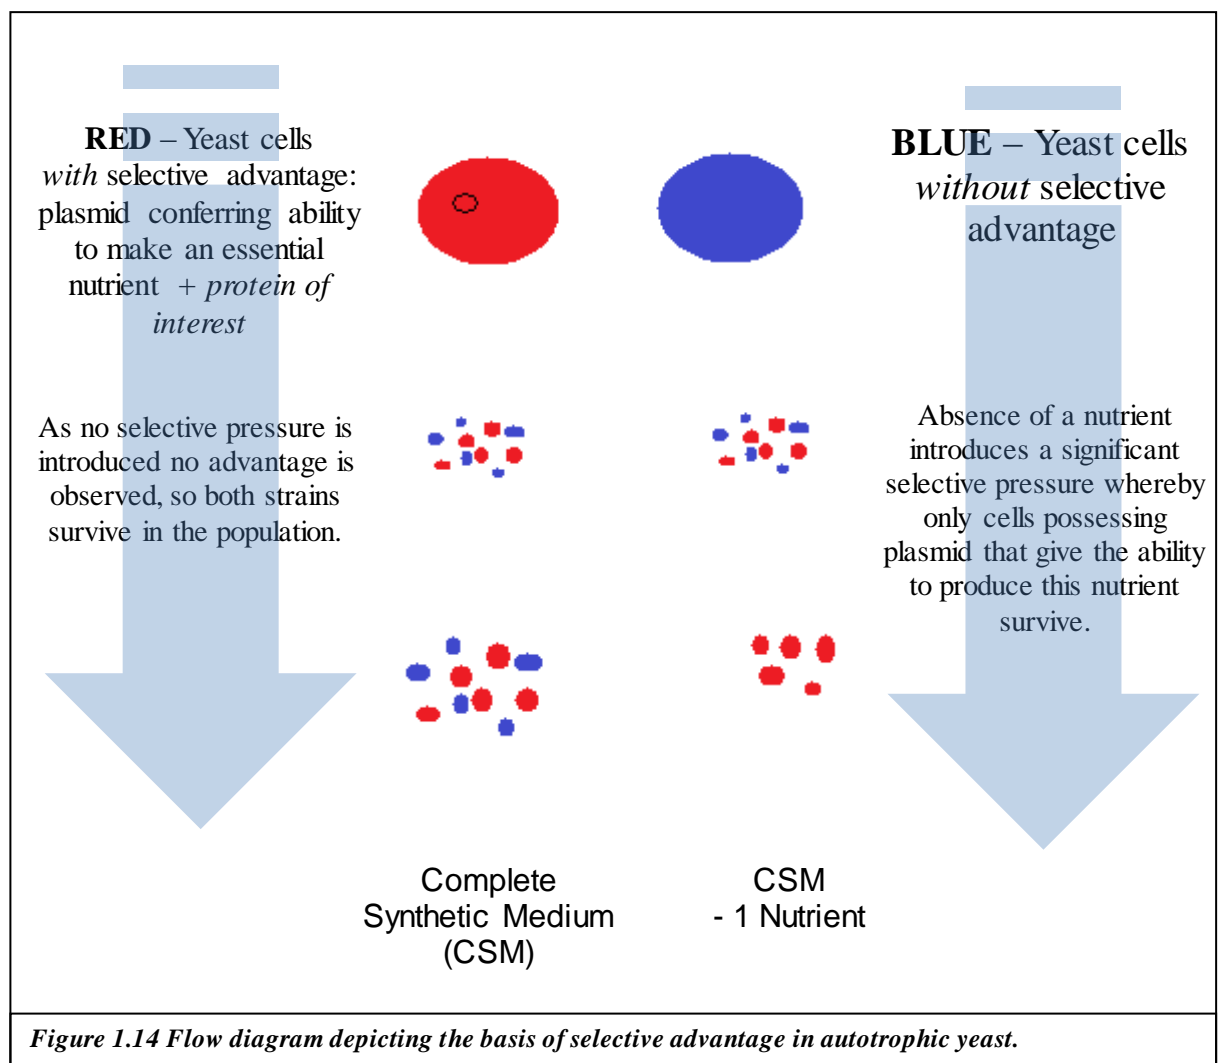 RED – Yeast cells
with selective advantage:
plasmid conferring ability
to make an essential
nutrient + protein of
interest
BLUE – Yeast cells
without selective
advantage
As no selective pressure is
introduced no advantage is
observed, so both strains
survive in the population.
Absence of a nutrient
introduces a significant
selective pressure whereby
only cells possessing
plasmid that give the ability
to produce this nutrient
survive.
Complete
Synthetic Medium
(CSM)
CSM
- 1 Nutrient
Figure 1.14 Flow diagram depicting the basis of selective advantage in autotrophic yeast.